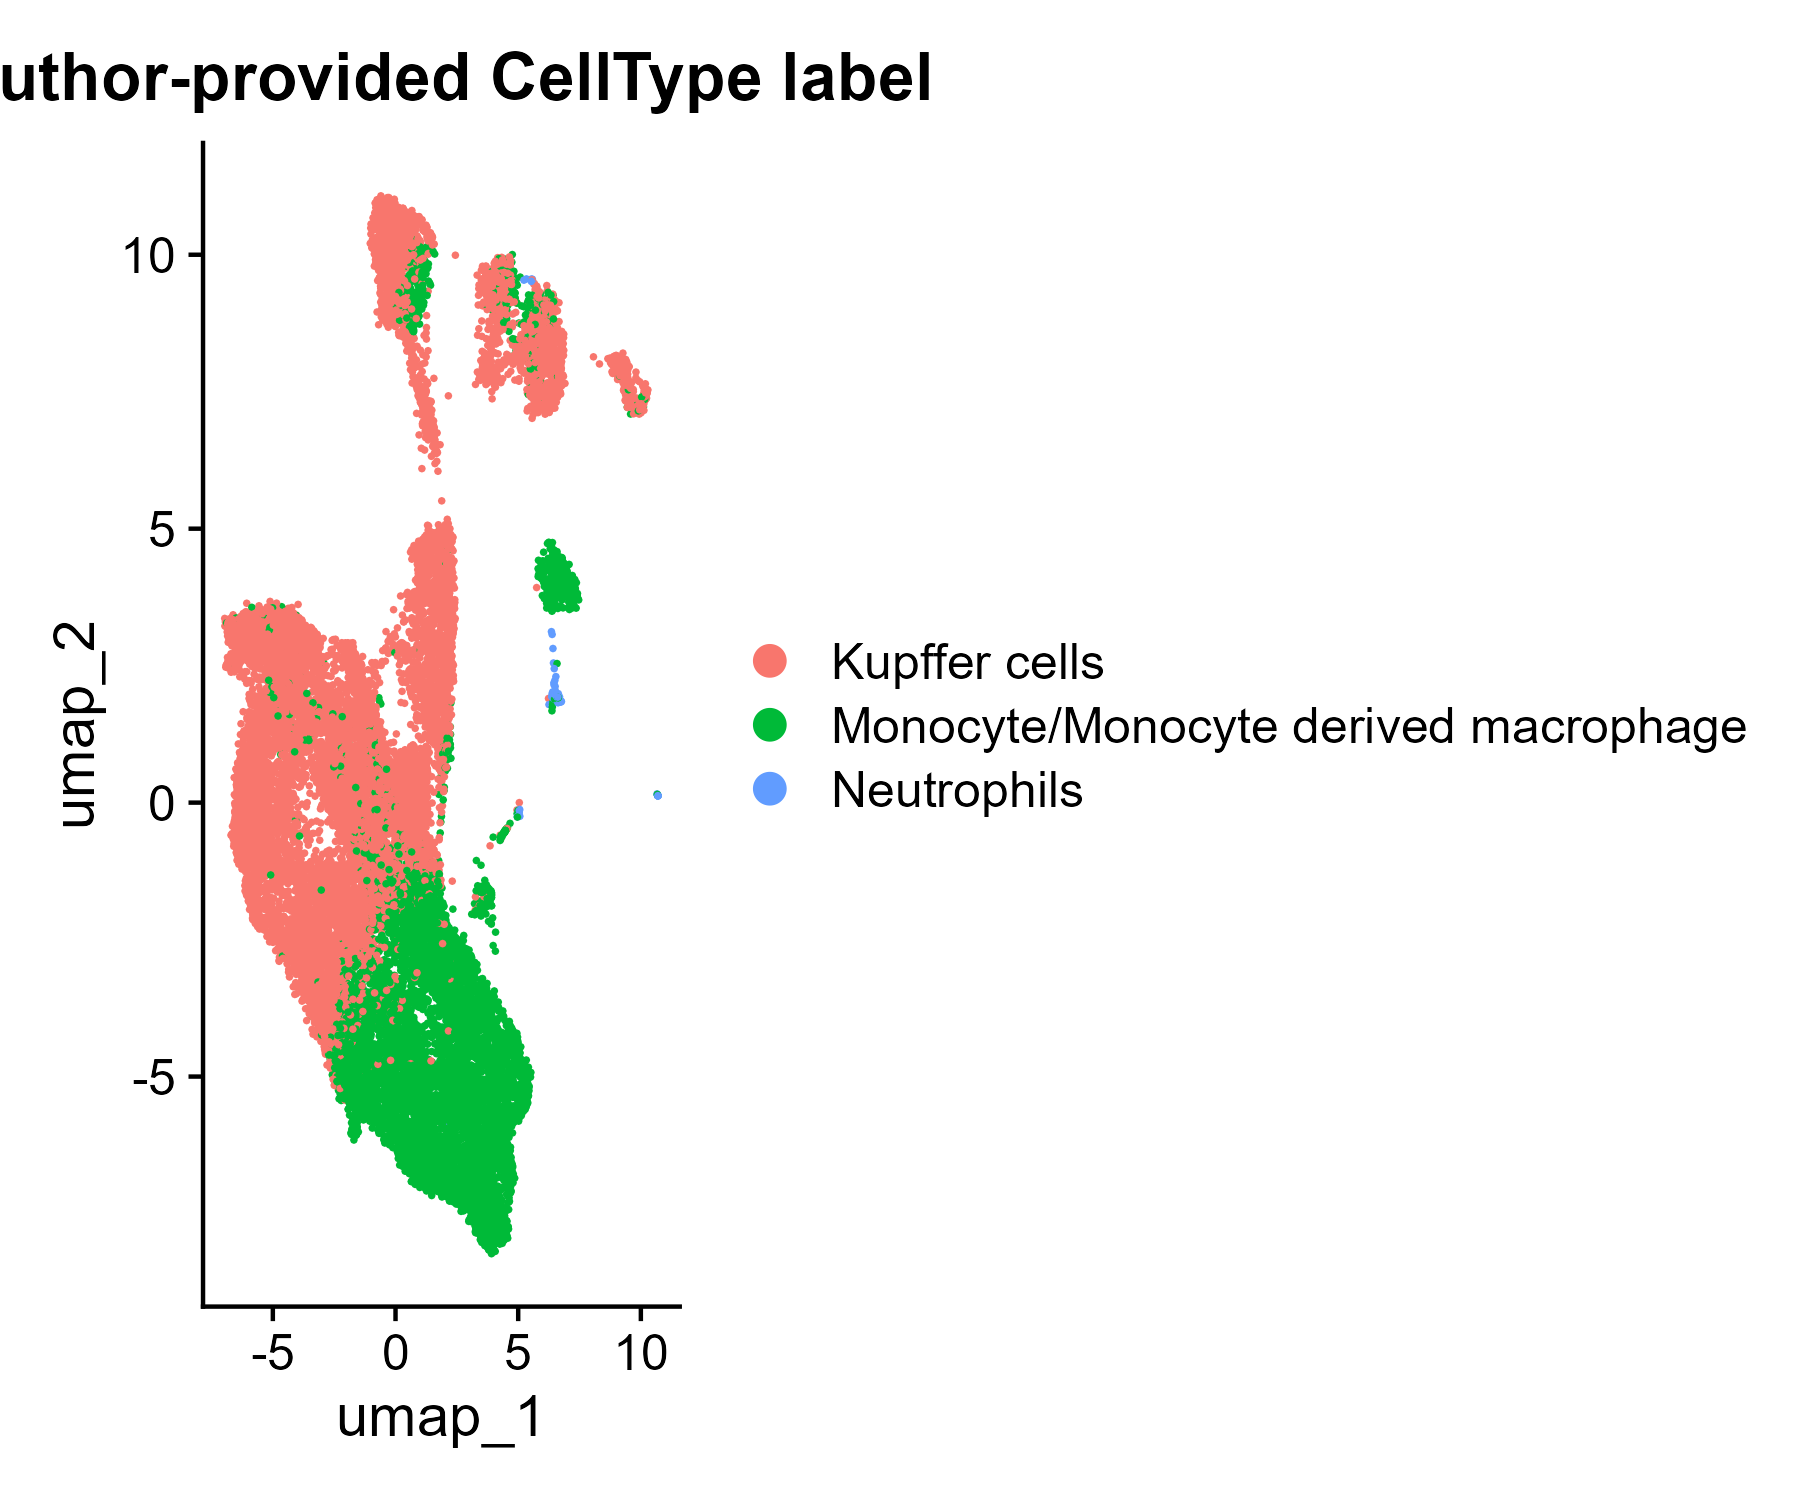 uthor-provided CellType label
10
5
0
-5
umap_2
-5 0 5 10
umap_1
Kupffer cells
Monocyte/Monocyte derived macrophage
Neutrophils